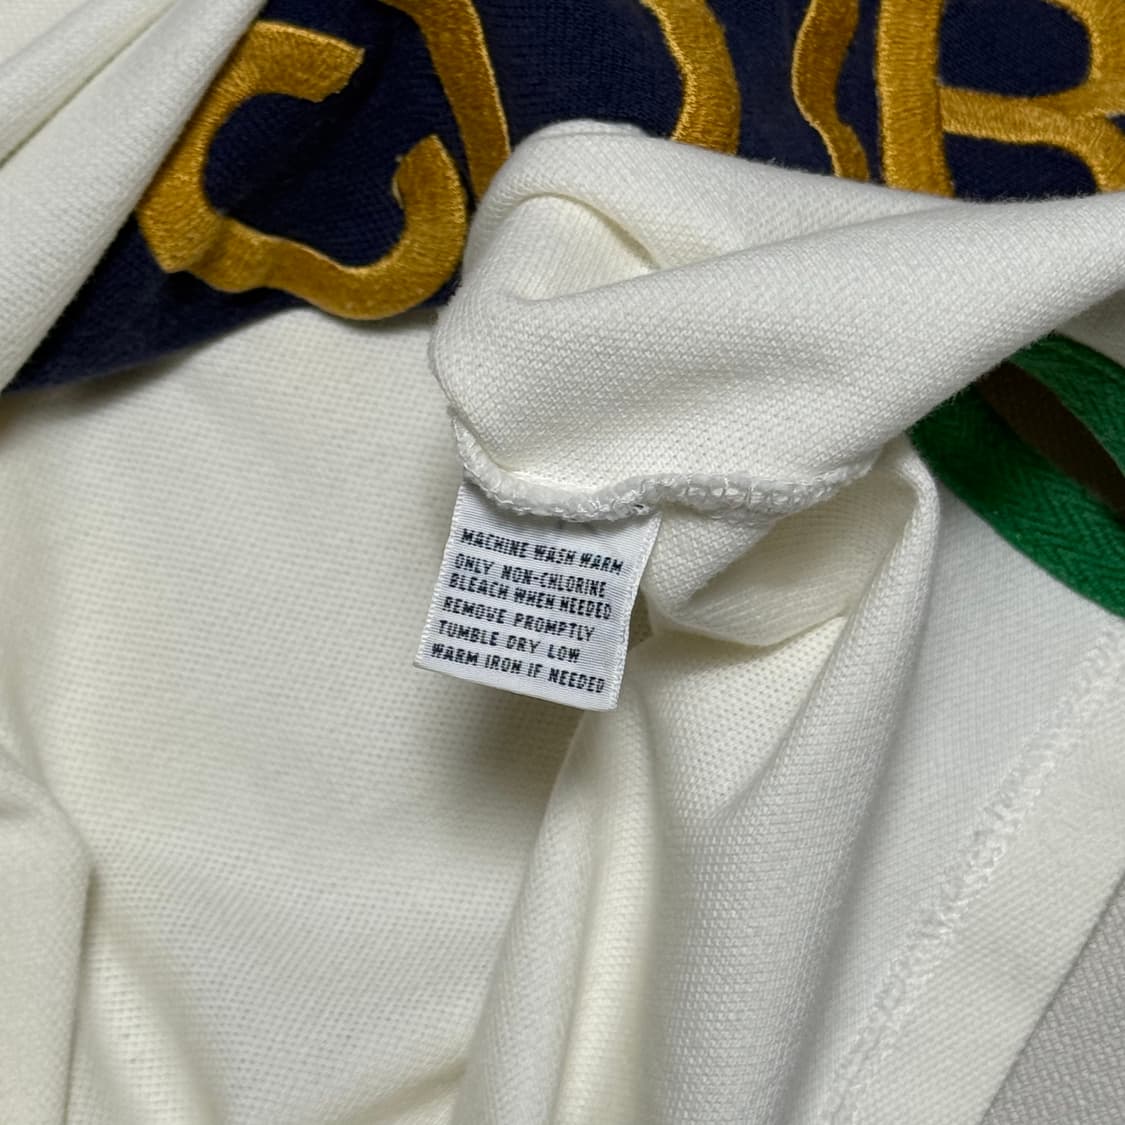 C
B
MACHINE WASH WARM
ONLY NON-CHLORINE
BLEACH WHEN NEEDED
REMOVE PROMPTLY
TUMBLE DRY LOW
WARM IRON IF NEEDED